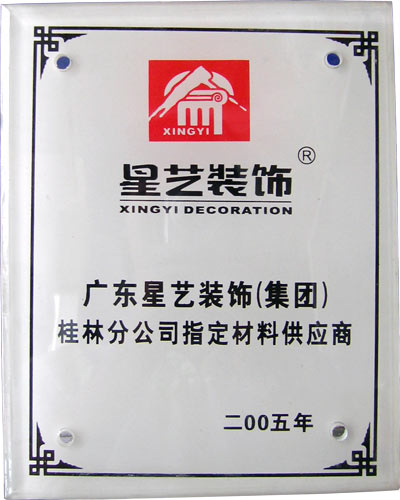 XINGYI
星艺装饰®
XINGYI DECORATION
广东星艺装饰(集团)
桂林分公司指定材料供应商
二00五年